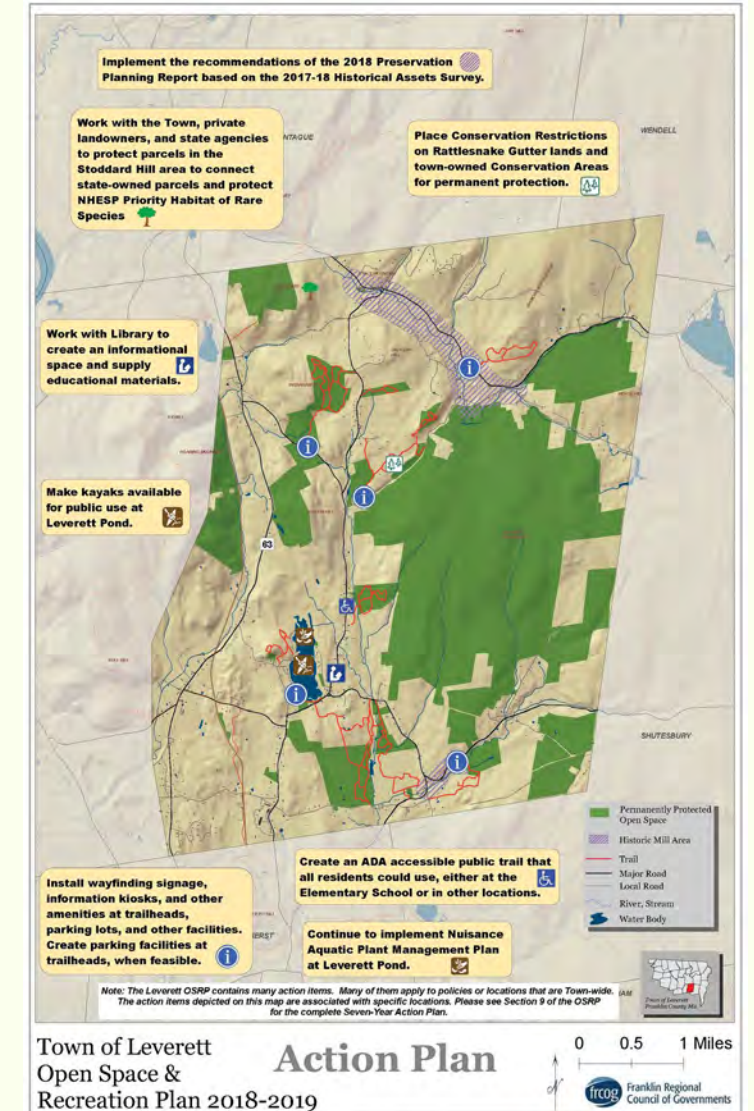 Implement the recommendations of the 2018 Preservation
Planning Report based on the 2017-18 Historical Assets Survey.
Work with the Town, private
landowners, and state agencies
to protect parcels in the
Stoddard Hill area to connect
state-owned parcels and protect
NHESP Priority Habitat of Rare
Species
NTAGUE
Place Conservation Restrictions
on Rattlesnake Gutter lands and
town-owned Conservation Areas
for permanent protection.
WENDELL
Work with Library to
create an informational
space and supply
educational materials.
Make kayaks available
for public use at
Leverett Pond.
63
SHUTESBURY
Permanently Protected
Open Space
Historic Mill Area
Trail
Major Road
Local Road
River, Stream
Water Body
Install wayfinding signage,
information kiosks, and other
amenities at trailheads,
parking lots, and other facilities.
Create parking facilities at
trailheads, when feasible.
Create an ADA accessible public trail that
all residents could use, either at the
Elementary School or in other locations.
ERST
Continue to implement Nuisance
Aquatic Plant Management Plan
at Leverett Pond.
Town of Leverett
Franklin County Ma.
AM
Note: The Leverett OSRP contains many action items. Many of them apply to policies or locations that are Town-wide.
The action items depicted on this map are associated with specific locations. Please see Section 9 of the OSRP
for the complete Seven-Year Action Plan.
Town of Leverett
Open Space &
Recreation Plan 2018-2019
Action Plan
N
0 0.5 1 Miles
frcog
Franklin Regional
Council of Governments